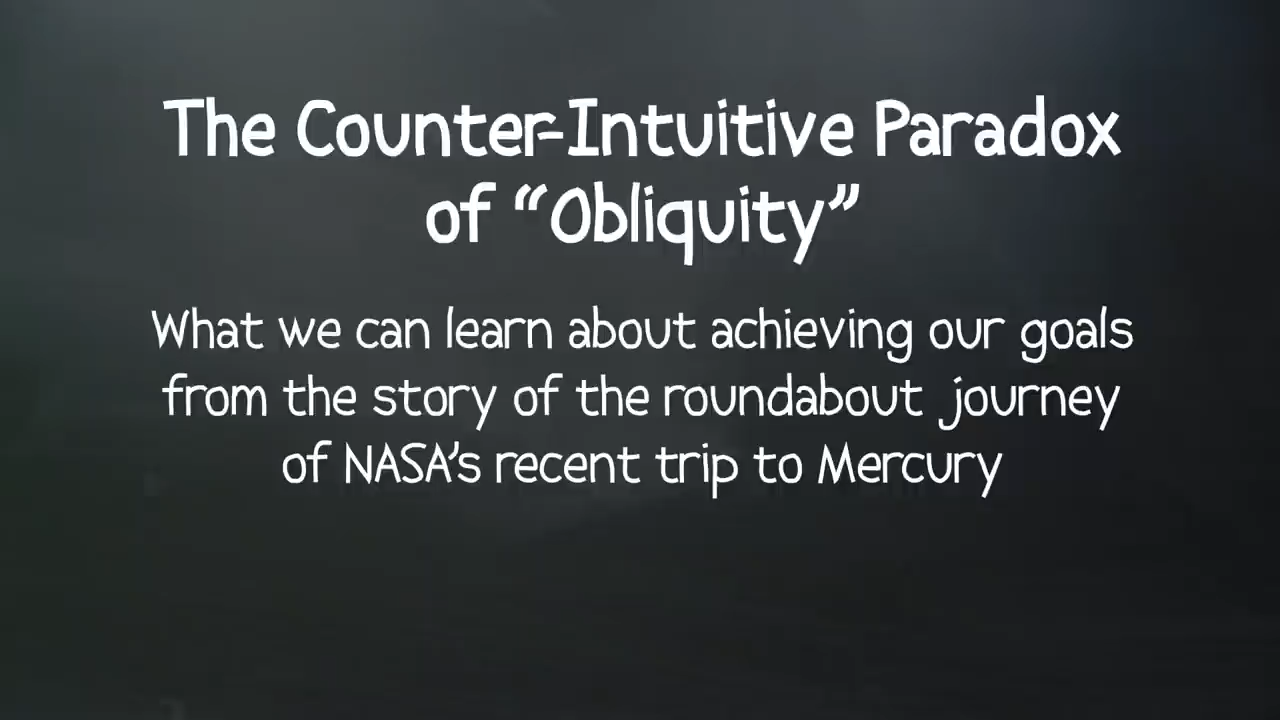 The Counter-Intuitive Paradox
of “Obliquity”
What we can learn about achieving our goals
from the story of the roundabout journey
of NASA’s recent trip to Mercury